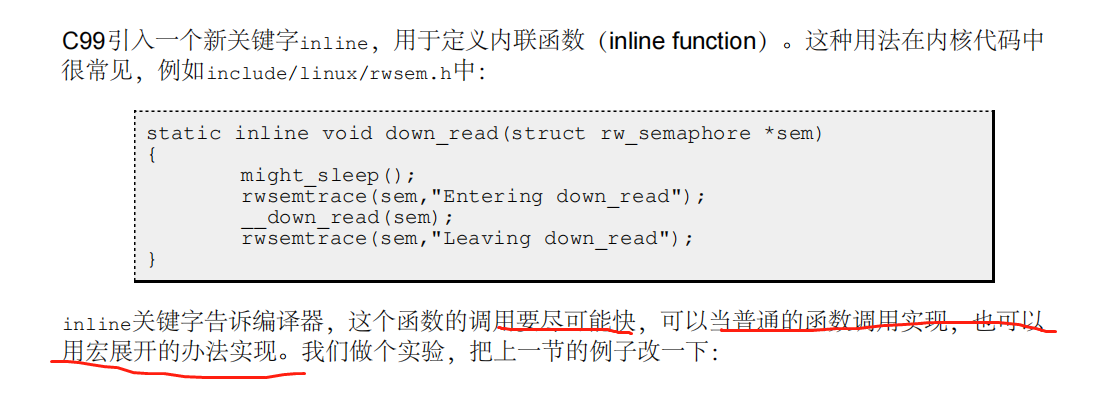 C99引入一个新关键字inline，用于定义内联函数（inline function）。这种用法在内核代码中
很常见，例如include/linux/rwsem.h中：
static inline void down_read(struct rw_semaphore *sem)
{
might_sleep();
rwsemtrace(sem,"Entering down_read");
__down_read(sem);
rwsemtrace(sem,"Leaving down_read");
}
inline关键字告诉编译器，这个函数的调用要尽可能快，可以当普通的函数调用实现，也可以
用宏展开的办法实现。我们做个实验，把上一节的例子改一下：